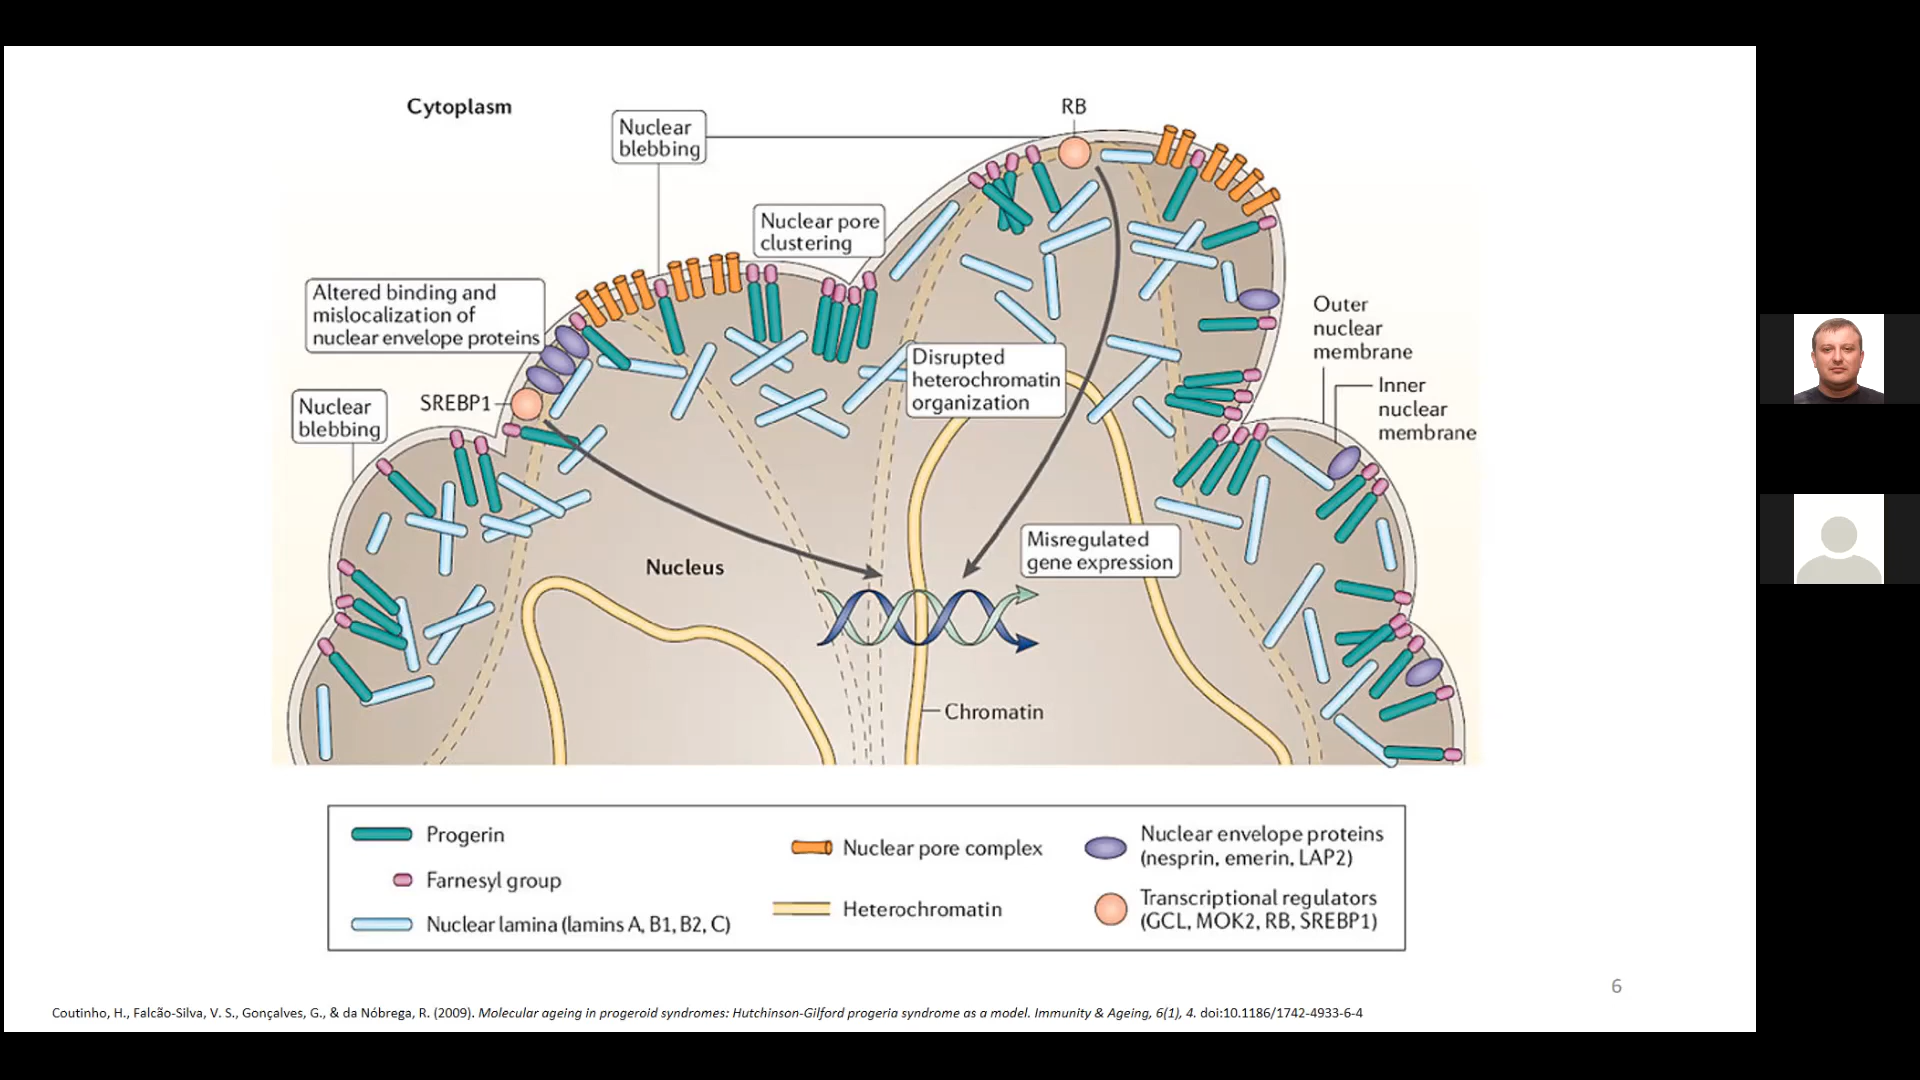 Cytoplasm
RB
Nuclear
blebbing
Nuclear pore
clustering
Altered binding and
mislocalization of
nuclear envelope proteins
SREBP1
Nuclear
blebbing
Disrupted
heterochromatin
organization
Outer
nuclear
membrane
Inner
nuclear
membrane
Misregulated
gene expression
Nucleus
Chromatin
Progerin
Farnesyl group
Nuclear lamina (lamins A, B1, B2, C)
Nuclear pore complex
Heterochromatin
Nuclear envelope proteins
(nesprin, emerin, LAP2)
Transcriptional regulators
(GCL, MOK2, RB, SREBP1)
6
Coutinho, H., Falcão-Silva, V. S., Gonçalves, G., & da Nóbrega, R. (2009). Molecular ageing in progeroid syndromes: Hutchinson-Gilford progeria syndrome as a model. Immunity & Ageing, 6(1), 4. doi:10.1186/1742-4933-6-4